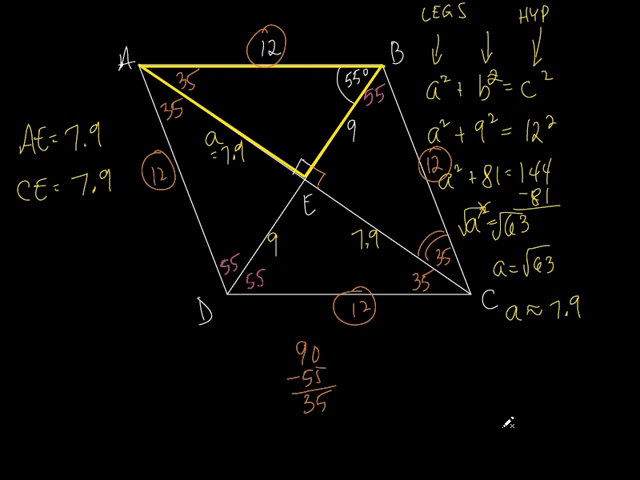 LEGS HYP
a² + b² = c²
a² + 9² = 12²
a² + 81 = 144
-81
√a² = √63
a = √63
a ≈ 7.9
AE = 7.9
CE = 7.9
A
12
B
35
35
55°
55
a
= 7.9
9
12
12
E
9
7.9
55
55
35
35
D
12
C
90
-55
35